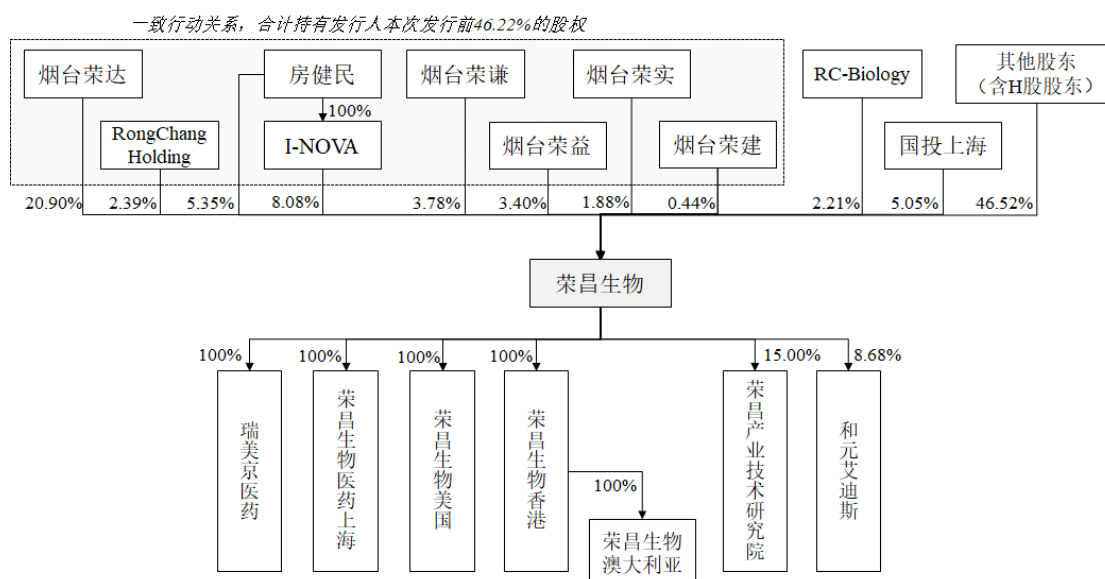 一致行动关系，合计持有发行人本次发行前46.22%的股权
烟台荣达
房健民
烟台荣谦
烟台荣实
RC-Biology
其他股东
（含H股股东）
100%
RongChang
Holding
I-NOVA
烟台荣益
烟台荣建
国投上海
20.90%
2.39%
5.35%
8.08%
3.78%
3.40%
1.88%
0.44%
2.21%
5.05%
46.52%
荣昌生物
100%
100%
100%
100%
15.00%
8.68%
瑞美京医药
荣昌生物医药上海
荣昌生物美国
荣昌生物香港
荣昌产业技术研究院
和元艾迪斯
100%
荣昌生物
澳大利亚